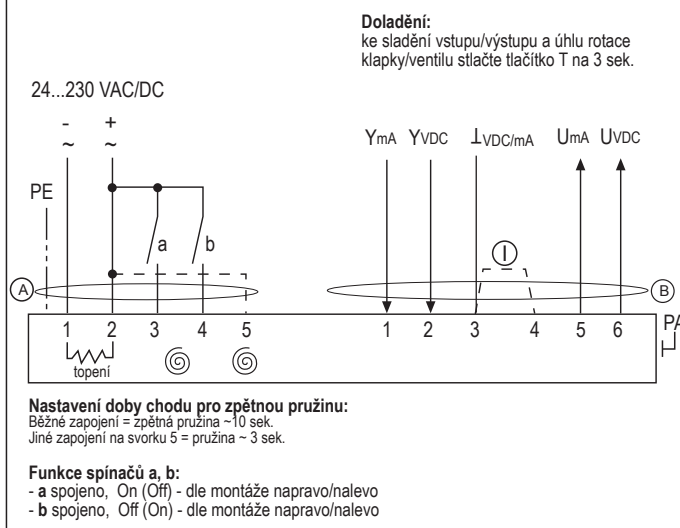 Doladění:
ke sladění vstupu/výstupu a úhlu rotace
klapky/ventilu stlačte tlačítko T na 3 sek.
24...230 VAC/DC
- +
~ ~
YmA YVDC ⊥VDC/mA UmA UVDC
PE
a b
I
A B
1 2 3 4 5 1 2 3 4 5 6 PA
topení
Nastavení doby chodu pro zpětnou pružinu:
Běžné zapojení = zpětná pružina ~10 sek.
Jiné zapojení na svorku 5 = pružina ~ 3 sek.
Funkce spínačů a, b:
- a spojeno, On (Off) - dle montáže napravo/nalevo
- b spojeno, Off (On) - dle montáže napravo/nalevo